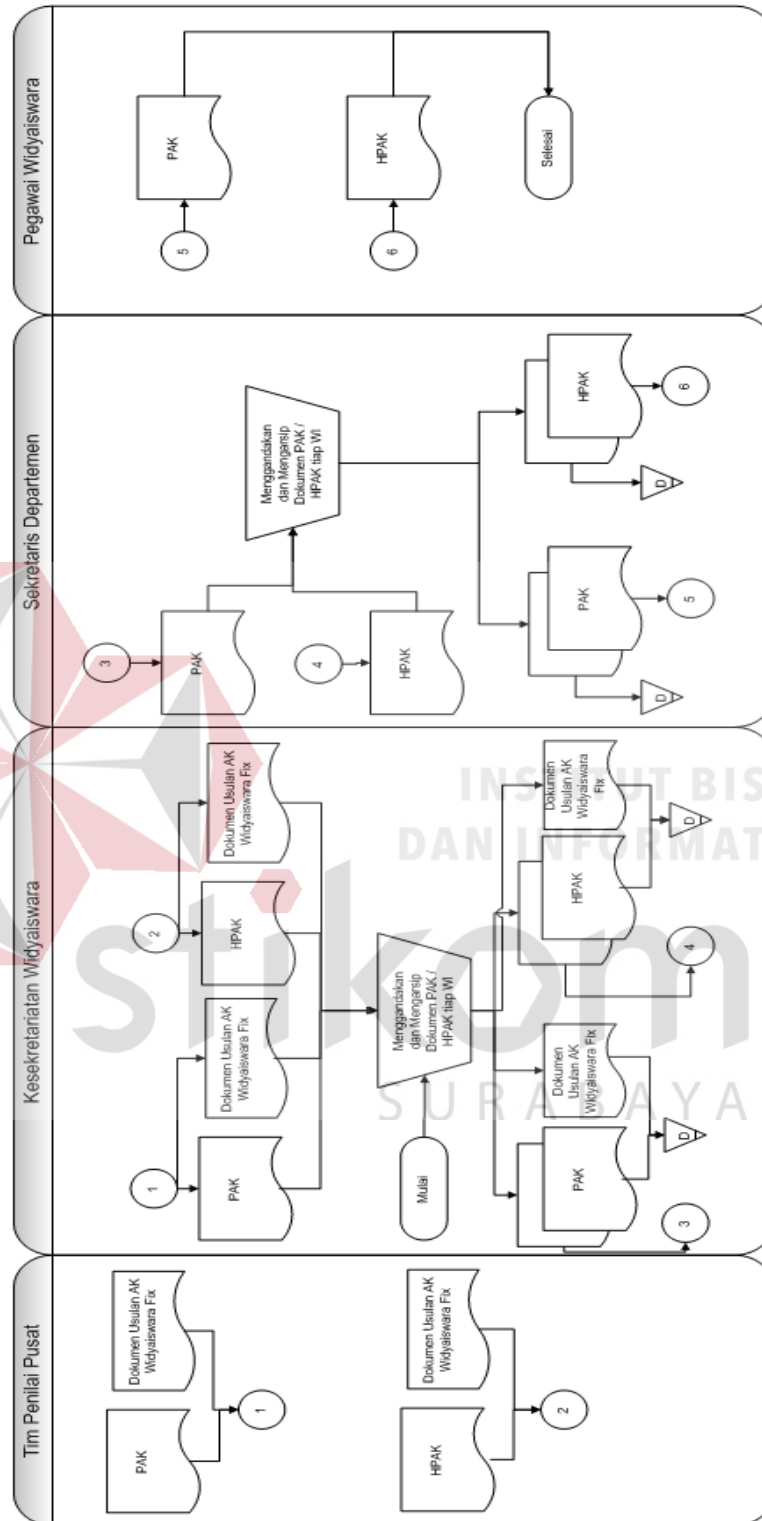 Tim Penilai Pusat
PAK
Dokumen Usulan AK
Widyaiswara Fix
1
HPAK
Dokumen Usulan AK
Widyaiswara Fix
2
Kesekretariatan Widyaiswara
1
PAK
Dokumen Usulan AK
Widyaiswara Fix
2
HPAK
Dokumen Usulan AK
Widyaiswara Fix
Mulai
Menggandakan
dan Mengarsip
Dokumen PAK /
HPAK tiap WI
PAK
Dokumen
Usulan AK
Widyaiswara Fix
D
3
HPAK
Dokumen
Usulan AK
Widyaiswara
Fix
D
4
Sekretaris Departemen
3
PAK
4
HPAK
Menggandakan
dan Mengarsip
Dokumen PAK /
HPAK tiap WI
PAK
D
5
HPAK
D
6
Pegawai Widyaiswara
5
PAK
6
HPAK
Selesai
INSTITUT BIS
DAN INFORMAT
stikom
SURABAYA